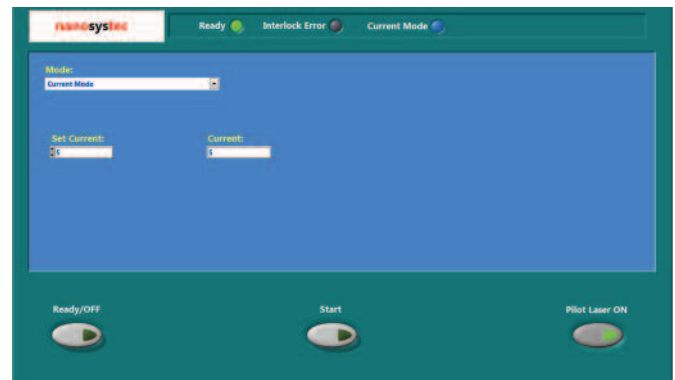 nanosystec
Ready Interlock Error Current Mode
Mode:
Current Mode
Set Current: Current:
5 5
Ready/OFF Start Pilot Laser ON